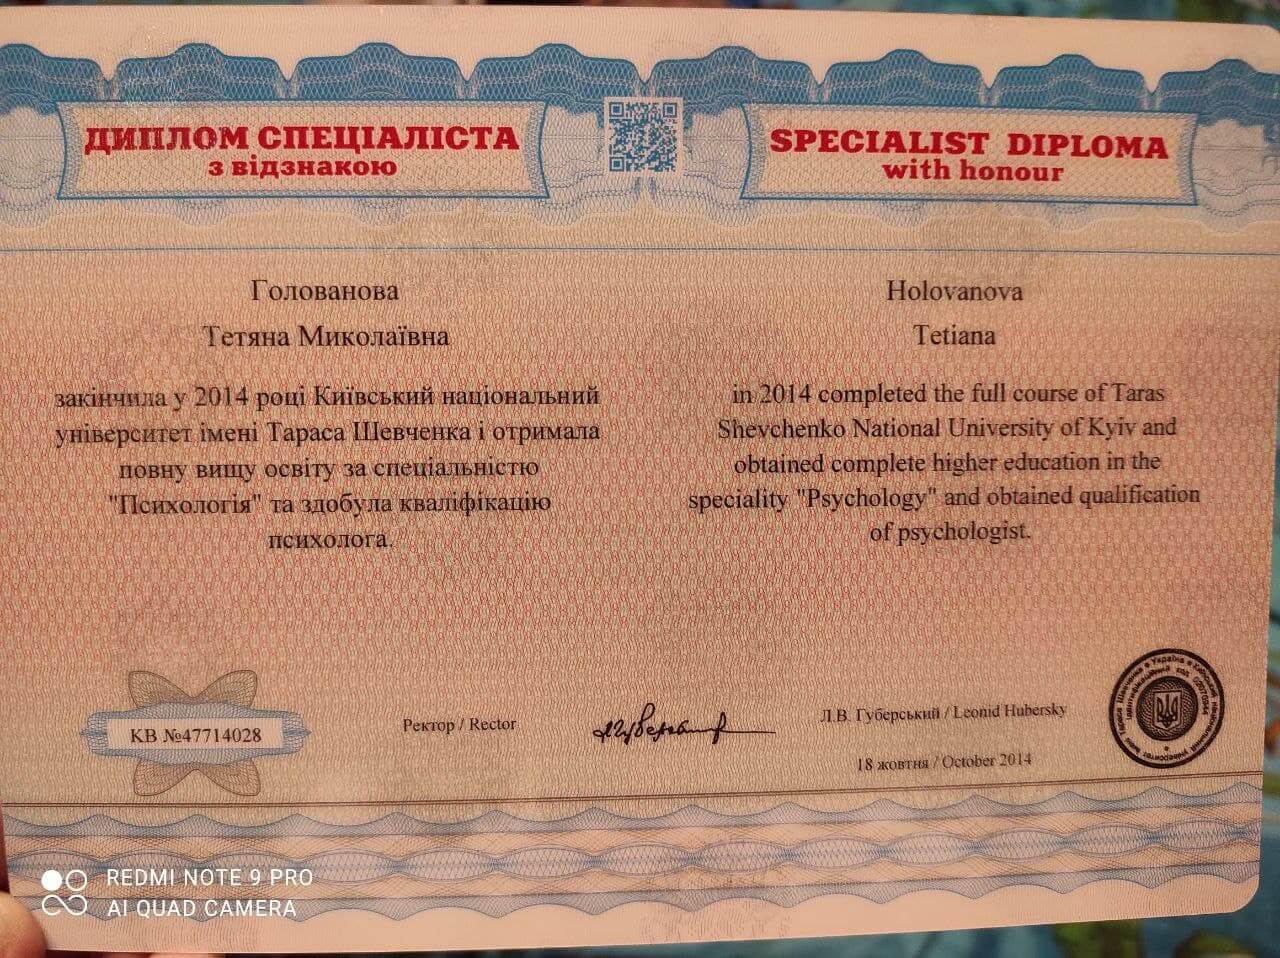 ДИПЛОМ СПЕЦІАЛІСТА
з відзнакою
SPECIALIST DIPLOMA
with honour
Голованова
Тетяна Миколаївна
закінчила у 2014 році Київський національний
університет імені Тараса Шевченка і отримала
повну вищу освіту за спеціальністю
"Психологія" та здобула кваліфікацію
психолога.
Holovanova
Tetiana
in 2014 completed the full course of Taras
Shevchenko National University of Kyiv and
obtained complete higher education in the
speciality "Psychology" and obtained qualification
of psychologist.
КВ №47714028
Ректор / Rector
Л.В. Губерський / Leonid Hubersky
18 жовтня / October 2014
REDMI NOTE 9 PRO
AI QUAD CAMERA